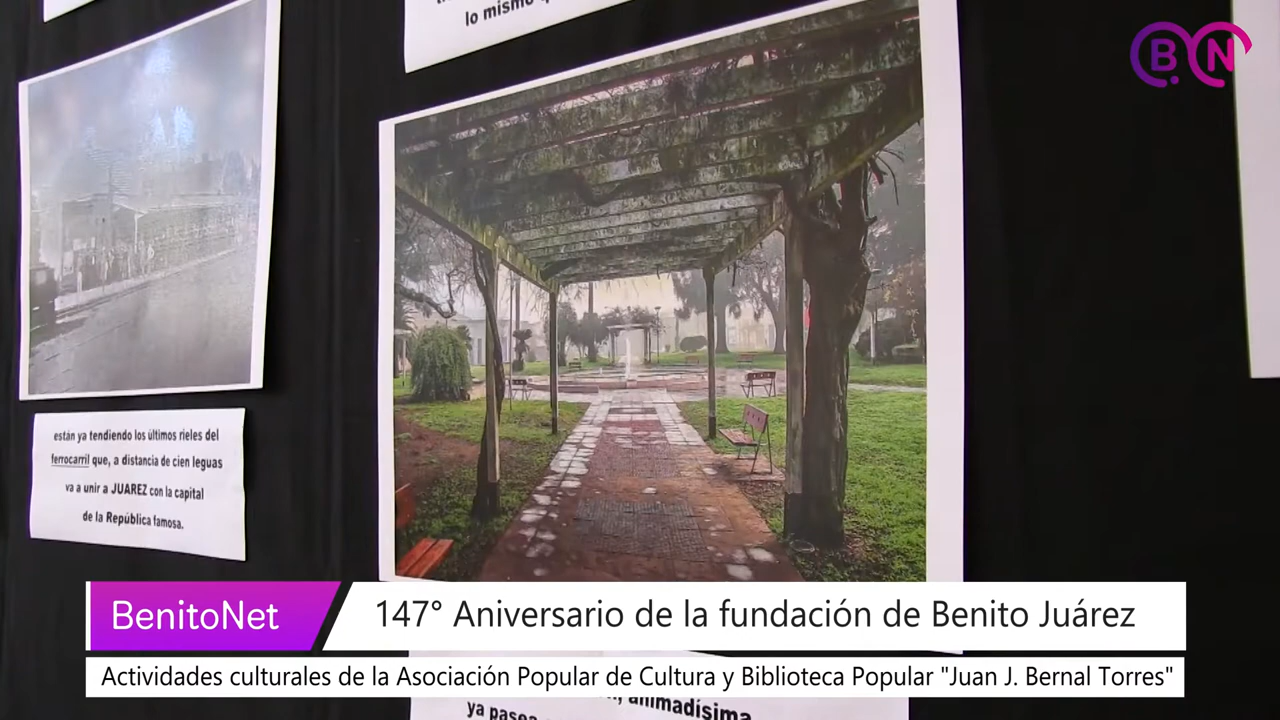 lo mismo
BN
están ya tendiendo los últimos rieles del
ferrocarril que, a distancia de cien leguas
va a unir a JUAREZ con la capital
de la República famosa.
BenitoNet
147° Aniversario de la fundación de Benito Juárez
Actividades culturales de la Asociación Popular de Cultura y Biblioteca Popular "Juan J. Bernal Torres"
animadísima
ya pasea